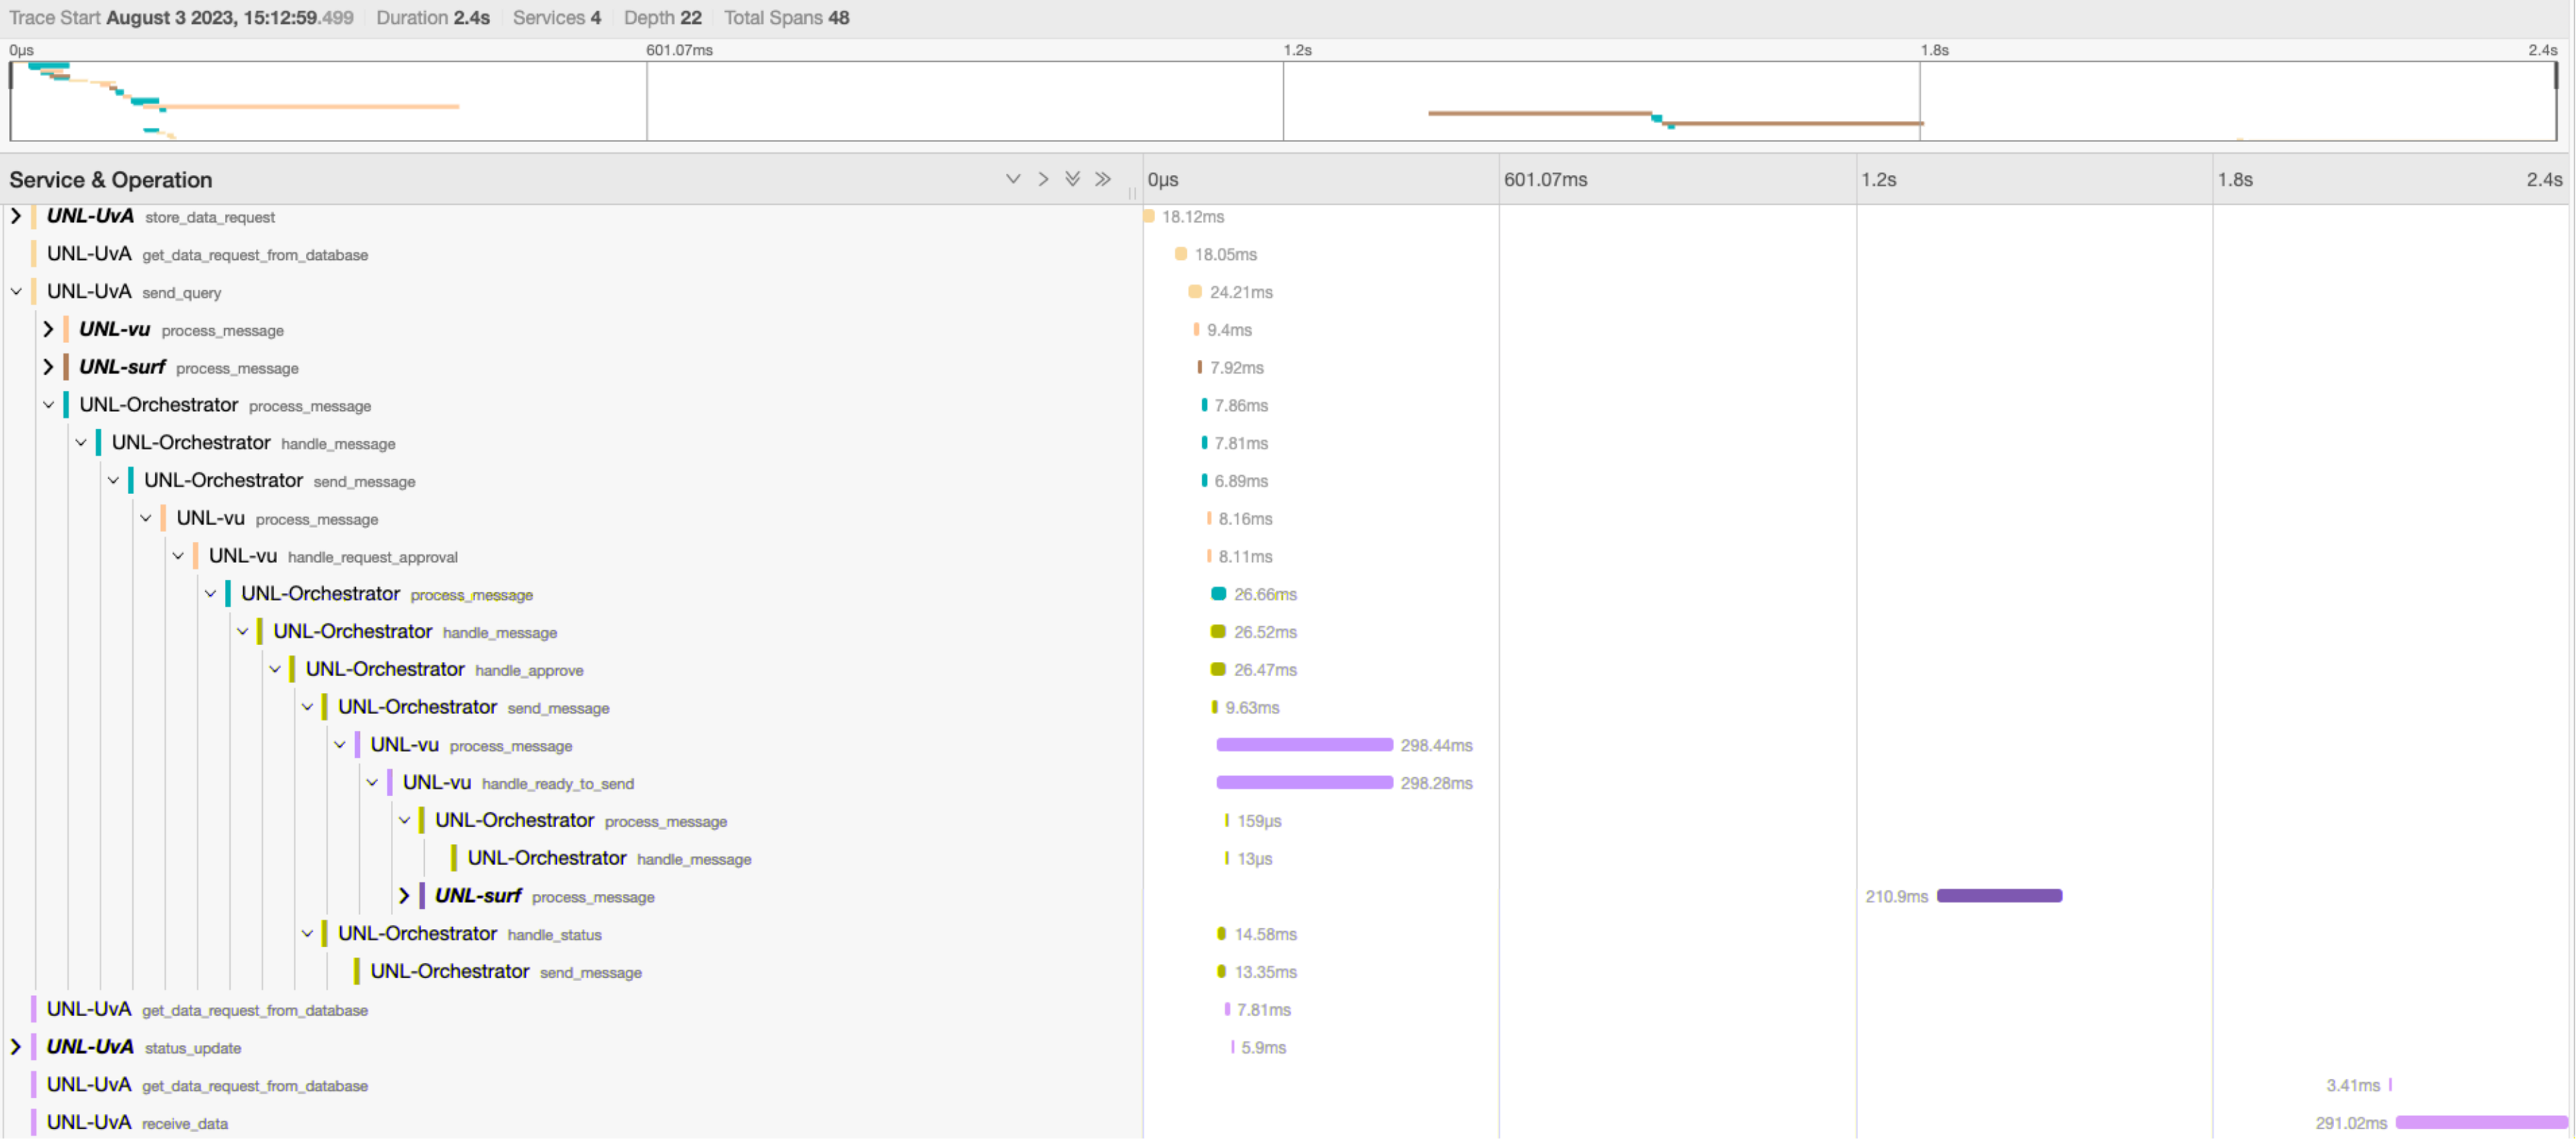 Trace Start August 3 2023, 15:12:59.499 Duration 2.4s Services 4 Depth 22 Total Spans 48
0μs 601.07ms 1.2s 1.8s 2.4s
Service & Operation 0μs 601.07ms 1.2s 1.8s 2.4s
UNL-UvA store_data_request 18.12ms
UNL-UvA get_data_request_from_database 18.05ms
UNL-UvA send_query 24.21ms
UNL-vu process_message 9.4ms
UNL-surf process_message 7.92ms
UNL-Orchestrator process_message 7.86ms
UNL-Orchestrator handle_message 7.81ms
UNL-Orchestrator send_message 6.89ms
UNL-vu process_message 8.16ms
UNL-vu handle_request_approval 8.11ms
UNL-Orchestrator process_message 26.66ms
UNL-Orchestrator handle_message 26.52ms
UNL-Orchestrator handle_approve 26.47ms
UNL-Orchestrator send_message 9.63ms
UNL-vu process_message 298.44ms
UNL-vu handle_ready_to_send 298.28ms
UNL-Orchestrator process_message 159μs
UNL-Orchestrator handle_message 13μs
UNL-surf process_message 210.9ms
UNL-Orchestrator handle_status 14.58ms
UNL-Orchestrator send_message 13.35ms
UNL-UvA get_data_request_from_database 7.81ms
UNL-UvA status_update 5.9ms
UNL-UvA get_data_request_from_database 3.41ms
UNL-UvA receive_data 291.02ms